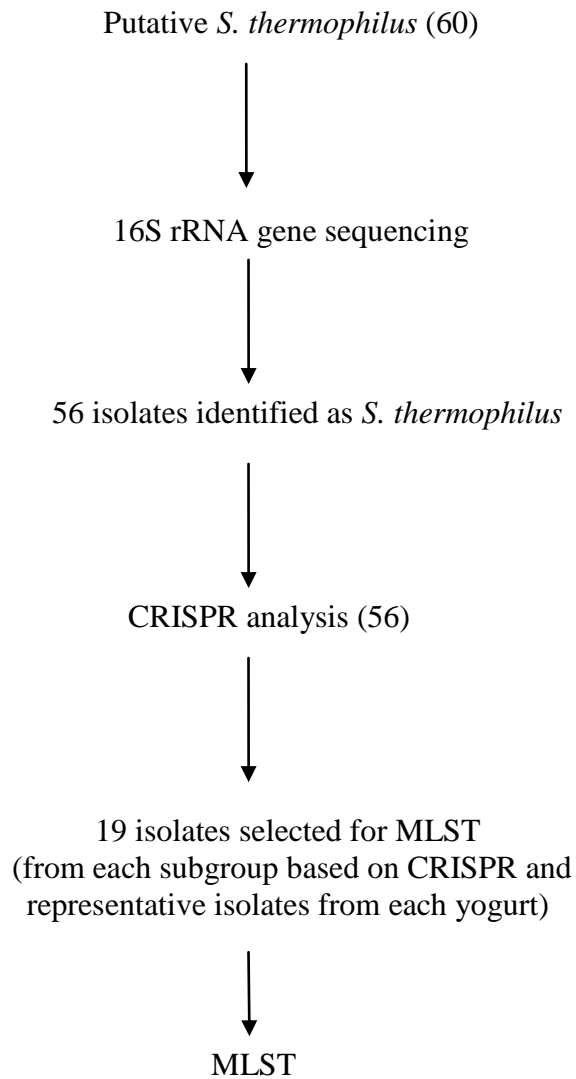 Putative S. thermophilus (60)
16S rRNA gene sequencing
56 isolates identified as S. thermophilus
CRISPR analysis (56)
19 isolates selected for MLST
(from each subgroup based on CRISPR and
representative isolates from each yogurt)
MLST